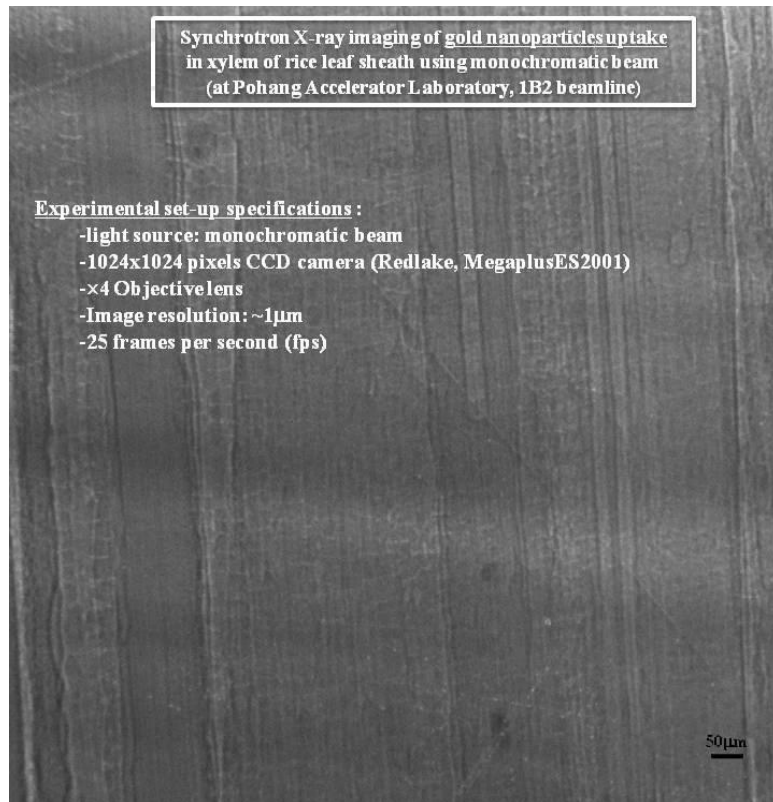 Synchrotron X-ray imaging of gold nanoparticles uptake
in xylem of rice leaf sheath using monochromatic beam
(at Pohang Accelerator Laboratory, 1B2 beamline)
Experimental set-up specifications :
-light source: monochromatic beam
-1024x1024 pixels CCD camera (Redlake, MegaplusES2001)
-×4 Objective lens
-Image resolution: ~1μm
-25 frames per second (fps)
50μm